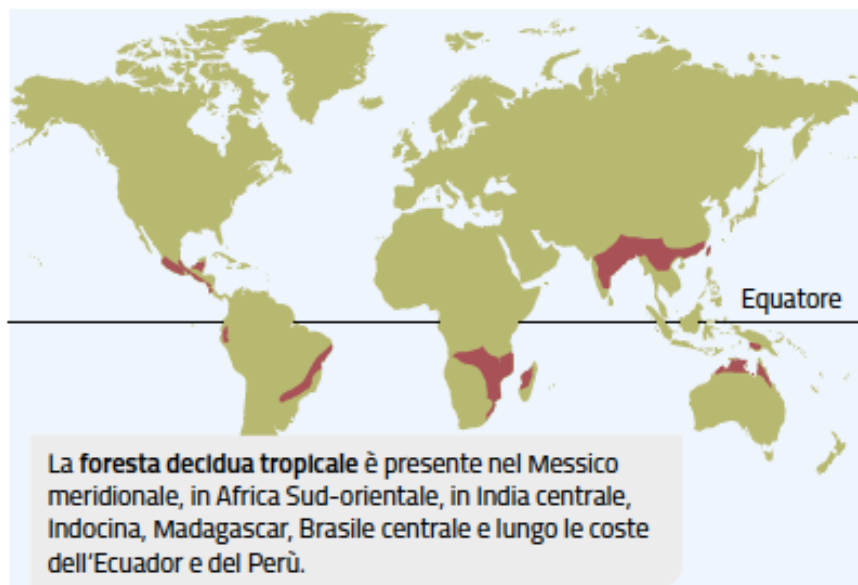 Equatore
La foresta decidua tropicale è presente nel Messico
meridionale, in Africa Sud-orientale, in India centrale,
Indocina, Madagascar, Brasile centrale e lungo le coste
dell'Ecuador e del Perù.